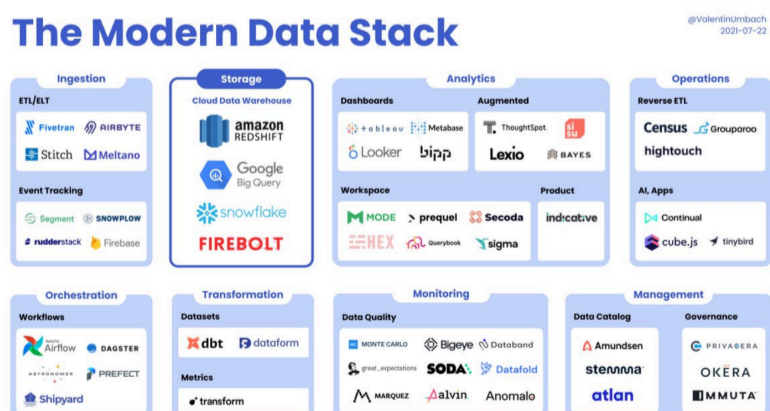 The Modern Data Stack
@ValentinUmbach
2021-07-22
Ingestion
ETL/ELT
Fivetran AIRBYTE
Stitch Meltano
Event Tracking
Segment SNOWPLOW
rudderstack Firebase
Storage
Cloud Data Warehouse
amazon
REDSHIFT
Google
Big Query
snowflake
FIREBOLT
Analytics
Dashboards
+ableau Metabase
Looker bipp
Augmented
ThoughtSpot. si
su
Lexio BAYES
Workspace
MODE prequel Secoda
HEX Querybook sigma
Product
indicative
Operations
Reverse ETL
Census Grouparoo
hightouch
AI, Apps
Continual
cube.js tinybird
Orchestration
Workflows
Apache
Airflow DAGSTER
ASTRONOMER PREFECT
Shipyard
Transformation
Datasets
dbt dataform
Metrics
transform
Monitoring
Data Quality
MONTE CARLO Bigeye Databand
great_expectations SODA Datafold
MARQUEZ Aalvin Anomalo
Management
Data Catalog
Amundsen
stemma
atlan
Governance
PRIVACERA
OKERA
IMMUTA